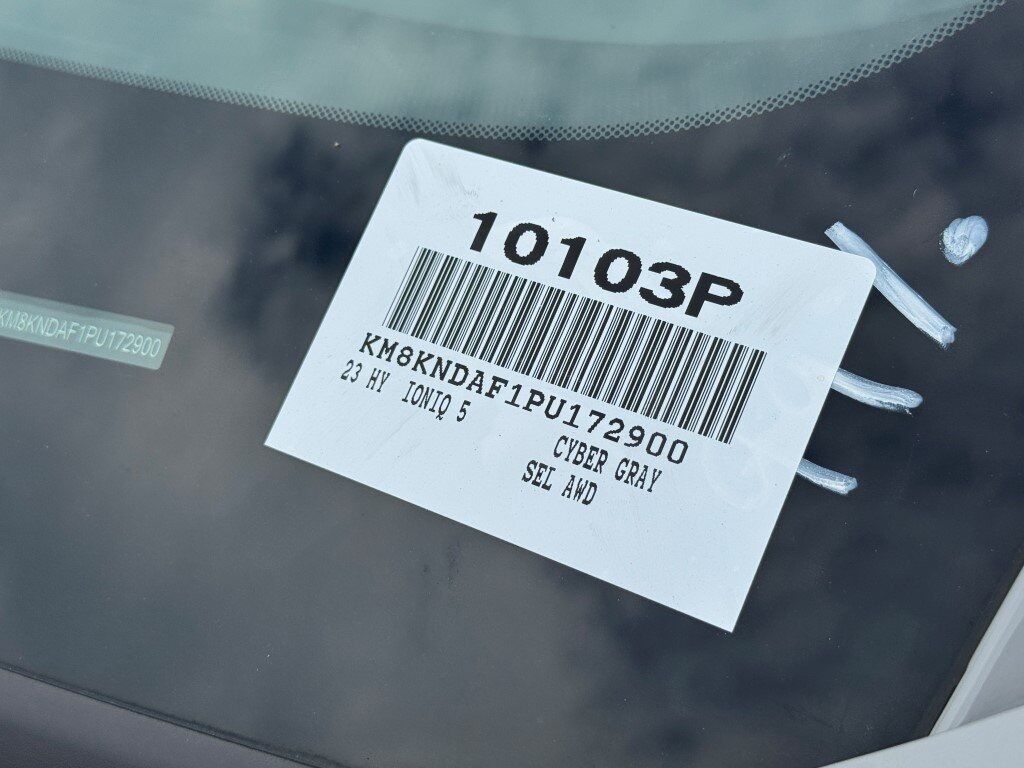 10103P
KM8KNDAF1PU172900
23 HY IONIQ 5
CYBER GRAY
SEL AWD
KM8KNDAF1PU172900